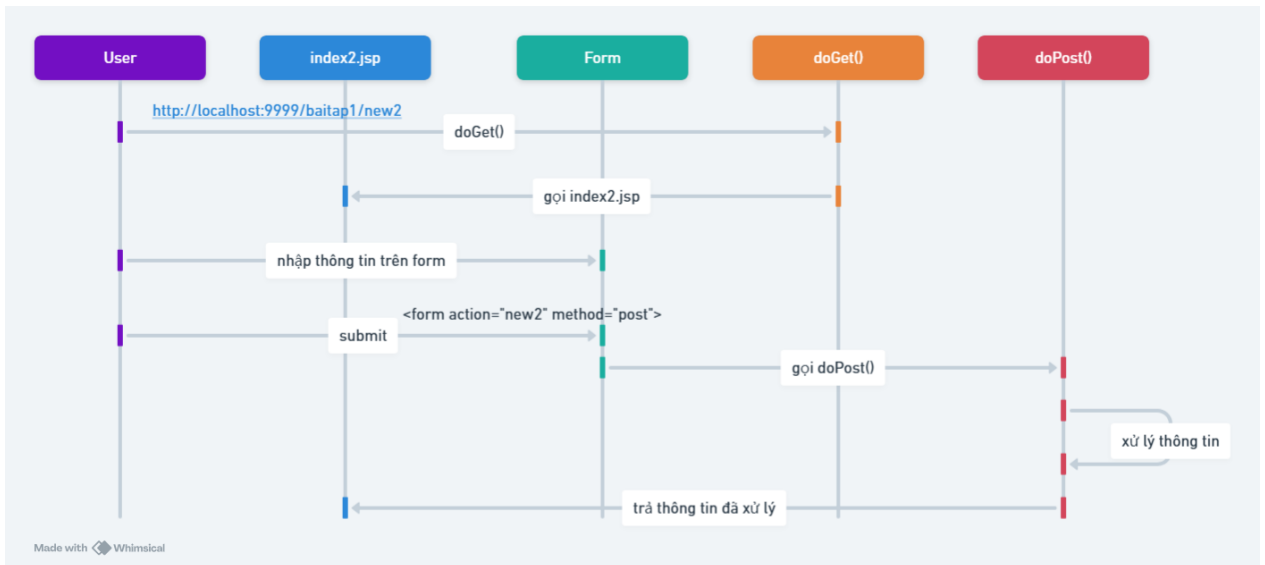 User
index2.jsp
Form
doGet()
doPost()
http://localhost:9999/baitap1/new2
doGet()
gọi index2.jsp
nhập thông tin trên form
<form action="new2" method="post">
submit
gọi doPost()
xử lý thông tin
trả thông tin đã xử lý
Made with Whimsical